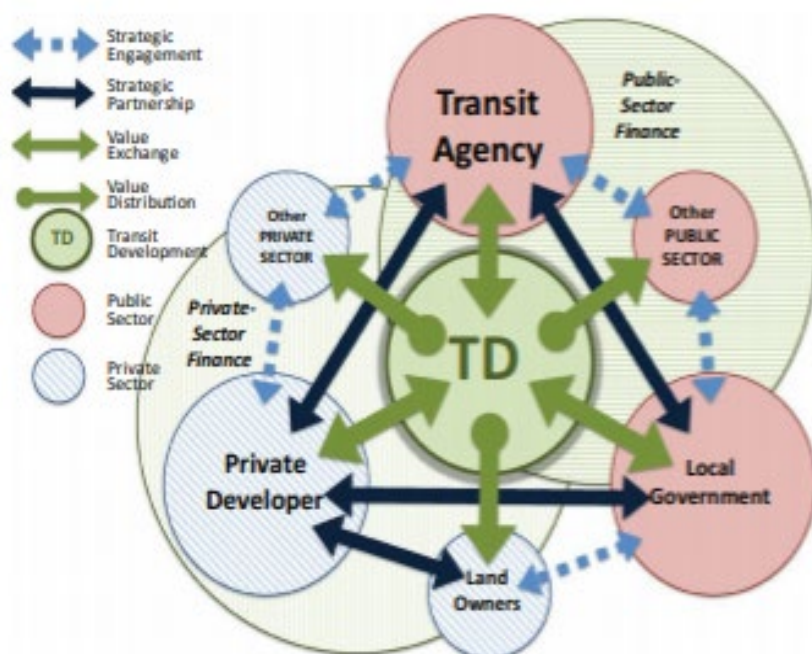 Strategic
Engagement
Strategic
Partnership
Value
Exchange
Value
Distribution
TD
Transit
Development
Public
Sector
Private
Sector
Transit
Agency
Public-
Sector
Finance
Other
PRIVATE
SECTOR
Other
PUBLIC
SECTOR
Private-
Sector
Finance
TD
Private
Developer
Local
Government
Land
Owners